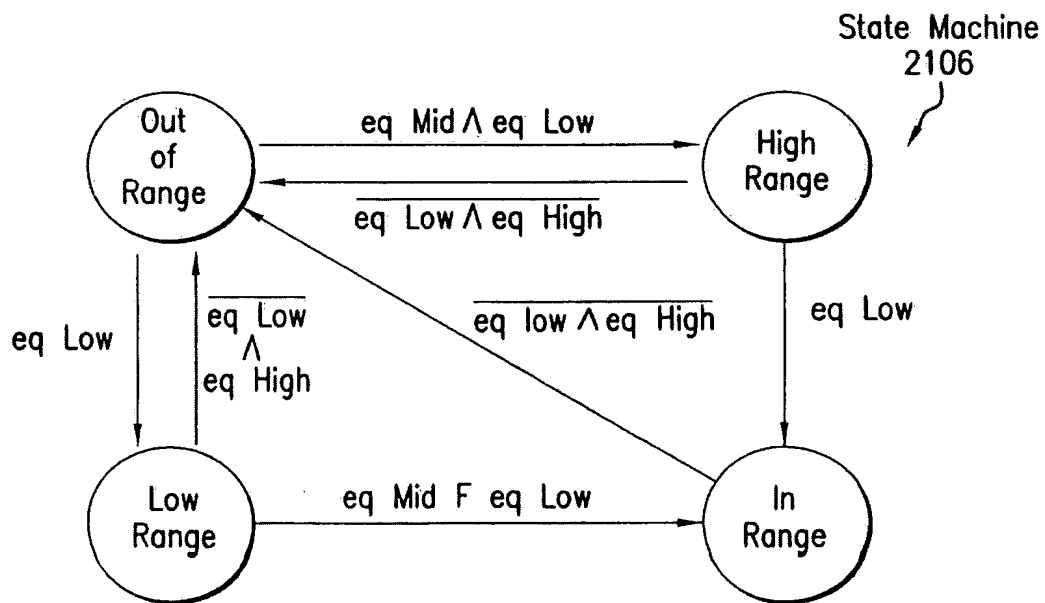 State Machine
2106
Out
of
Range
eq Mid Λ eq Low
High
Range
eq Low Λ eq High
eq Low
eq Low
Λ
eq High
eq low Λ eq High
eq Low
Low
Range
eq Mid F eq Low
In
Range